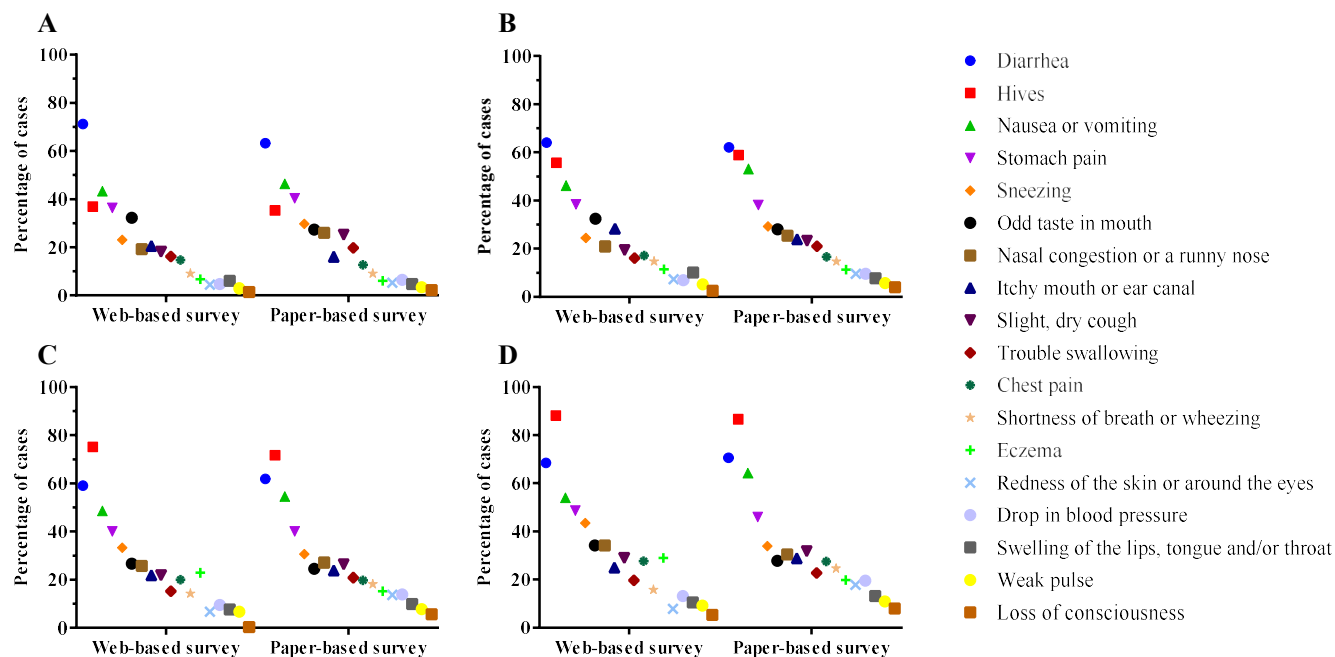 A
Percentage of cases
100
80
60
40
20
0
Web-based survey
Paper-based survey
B
Percentage of cases
100
80
60
40
20
0
Web-based survey
Paper-based survey
C
Percentage of cases
100
80
60
40
20
0
Web-based survey
Paper-based survey
D
Percentage of cases
100
80
60
40
20
0
Web-based survey
Paper-based survey
Diarrhea
Hives
Nausea or vomiting
Stomach pain
Sneezing
Odd taste in mouth
Nasal congestion or a runny nose
Itchy mouth or ear canal
Slight, dry cough
Trouble swallowing
Chest pain
Shortness of breath or wheezing
Eczema
Redness of the skin or around the eyes
Drop in blood pressure
Swelling of the lips, tongue and/or throat
Weak pulse
Loss of consciousness